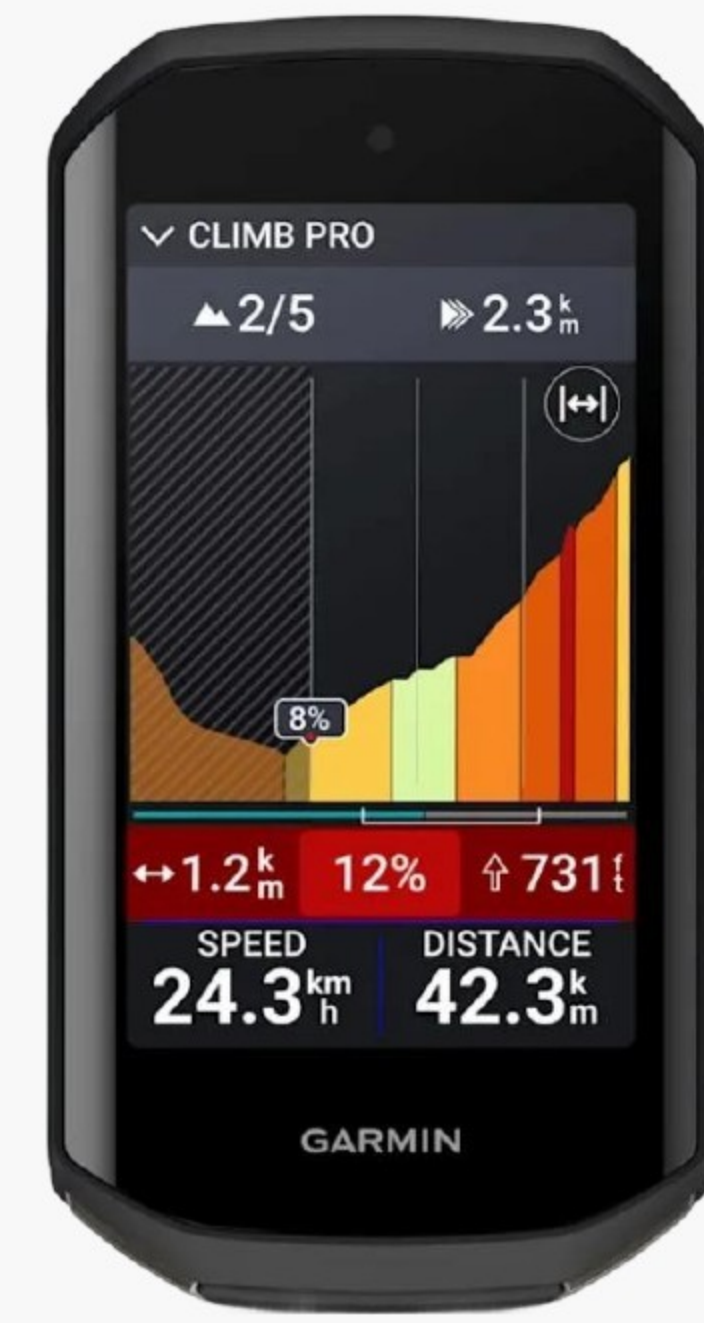 CLIMB PRO
2/5 2.3 km
8%
1.2 km 12% 731 ft
SPEED DISTANCE
24.3 km/h 42.3 km
GARMIN